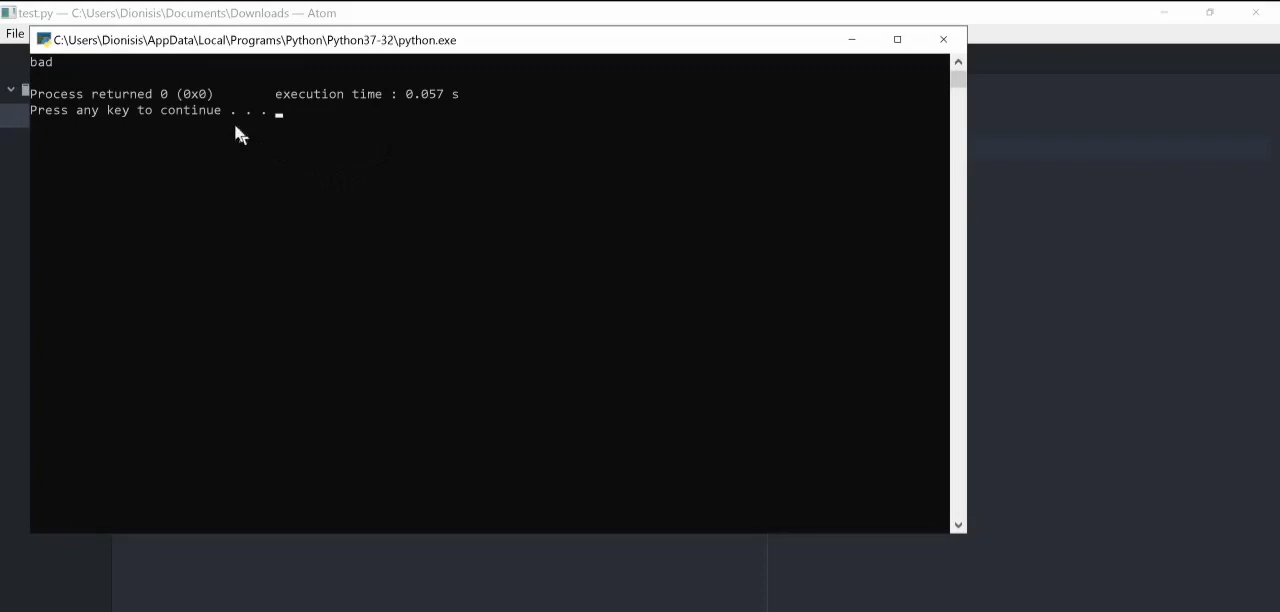 test.py — C:\Users\Dionisis\Documents\Downloads — Atom
File
C:\Users\Dionisis\AppData\Local\Programs\Python\Python37-32\python.exe
bad
Process returned 0 (0x0)        execution time : 0.057 s
Press any key to continue . . .